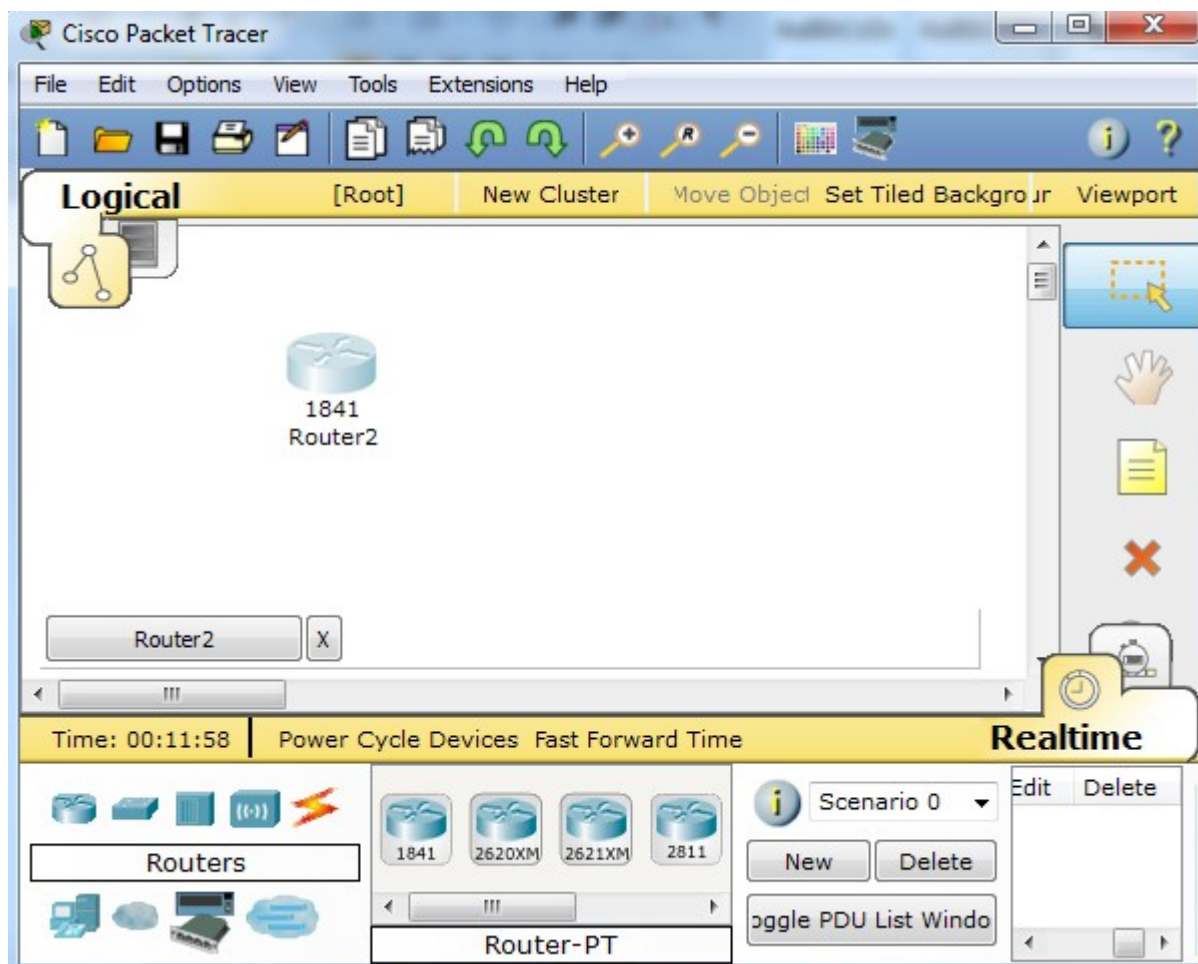 Cisco Packet Tracer
File Edit Options View Tools Extensions Help
Logical [Root] New Cluster Move Object Set Tiled Backgrour Viewport
1841
Router2
Router2 X
Time: 00:11:58 Power Cycle Devices Fast Forward Time Realtime
Scenario 0 Edit Delete
1841 2620XM 2621XM 2811
Routers New Delete
oggle PDU List Windo
Router-PT